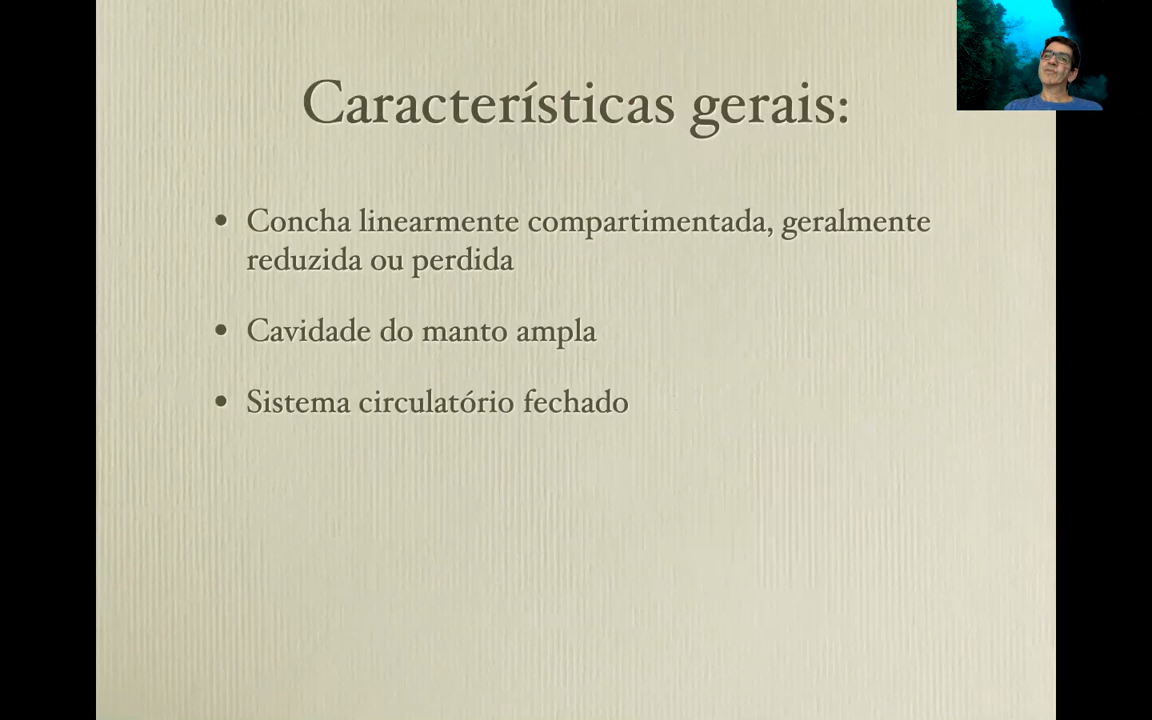 Características gerais:
• Concha linearmente compartimentada, geralmente
reduzida ou perdida
• Cavidade do manto ampla
• Sistema circulatório fechado